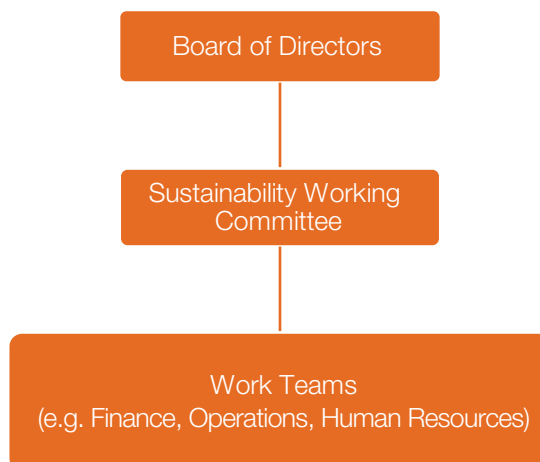 Board of Directors
Sustainability Working
Committee
Work Teams
(e.g. Finance, Operations, Human Resources)